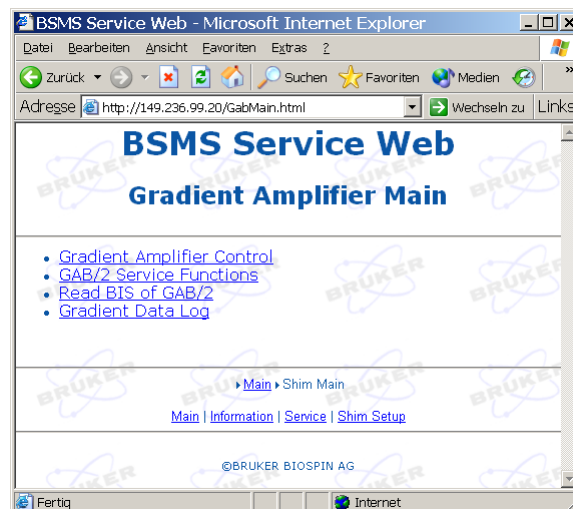 BSMS Service Web - Microsoft Internet Explorer
Datei Bearbeiten Ansicht Favoriten Extras ?
Zurück Suchen Favoriten Medien »
Adresse http://149.236.99.20/GabMain.html Wechseln zu Links
BSMS Service Web
Gradient Amplifier Main
• Gradient Amplifier Control
• GAB/2 Service Functions
• Read BIS of GAB/2
• Gradient Data Log
Main Shim Main
Main | Information | Service | Shim Setup
©BRUKER BIOSPIN AG
BRUKER
Fertig Internet